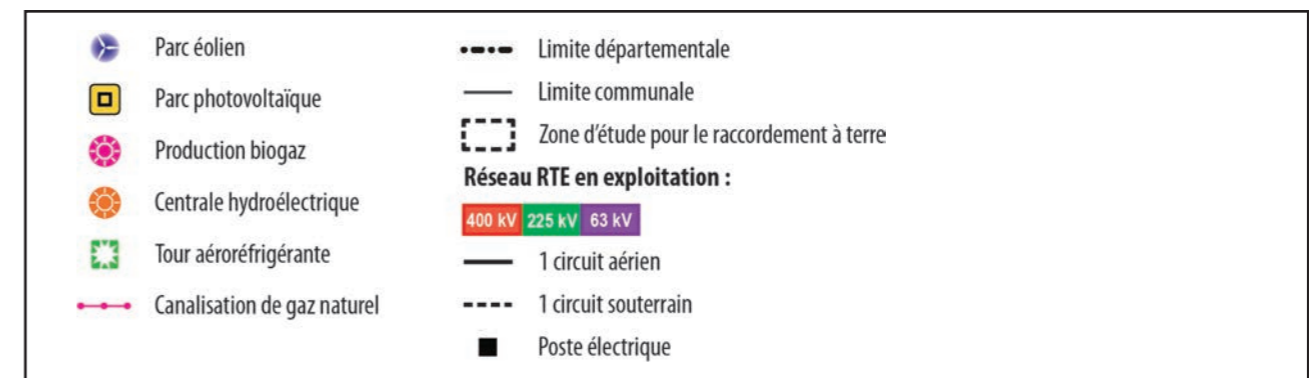 Parc éolien
Parc photovoltaïque
Production biogaz
Centrale hydroélectrique
Tour aéroréfrigérante
Canalisation de gaz naturel
Limite départementale
Limite communale
Zone d'étude pour le raccordement à terre
Réseau RTE en exploitation :
400 kV 225 kV 63 kV
1 circuit aérien
1 circuit souterrain
Poste électrique